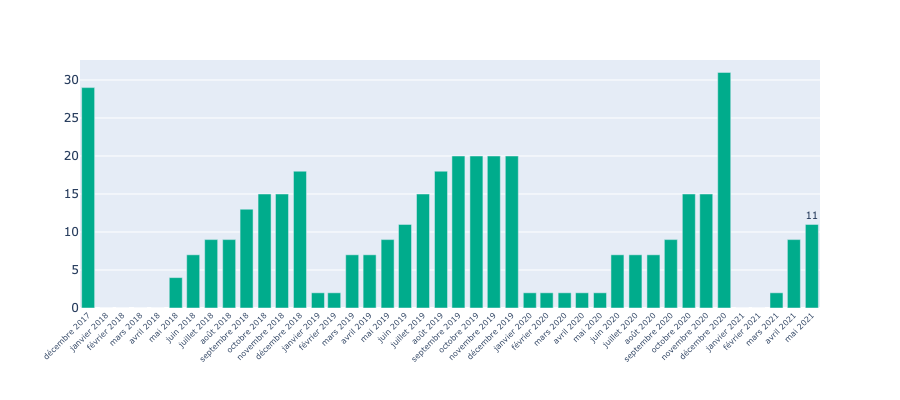 30
25
20
15
10
5
0
11
décembre 2017
janvier 2018
février 2018
mars 2018
avril 2018
mai 2018
juin 2018
juillet 2018
août 2018
septembre 2018
octobre 2018
novembre 2018
décembre 2018
janvier 2019
février 2019
mars 2019
avril 2019
mai 2019
juin 2019
juillet 2019
août 2019
septembre 2019
octobre 2019
novembre 2019
décembre 2019
janvier 2020
février 2020
mars 2020
avril 2020
mai 2020
juin 2020
juillet 2020
août 2020
septembre 2020
octobre 2020
novembre 2020
décembre 2020
janvier 2021
février 2021
mars 2021
avril 2021
mai 2021